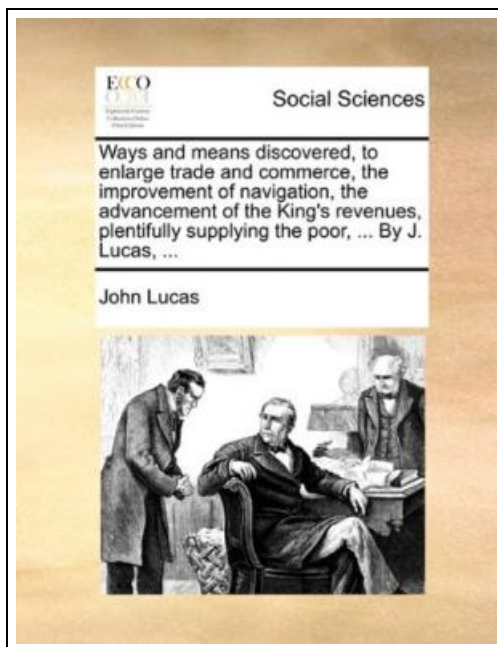 ECCO
Social Sciences
Ways and means discovered, to
enlarge trade and commerce, the
improvement of navigation, the
advancement of the King's revenues,
plentifully supplying the poor, ... By J.
Lucas, ...
John Lucas